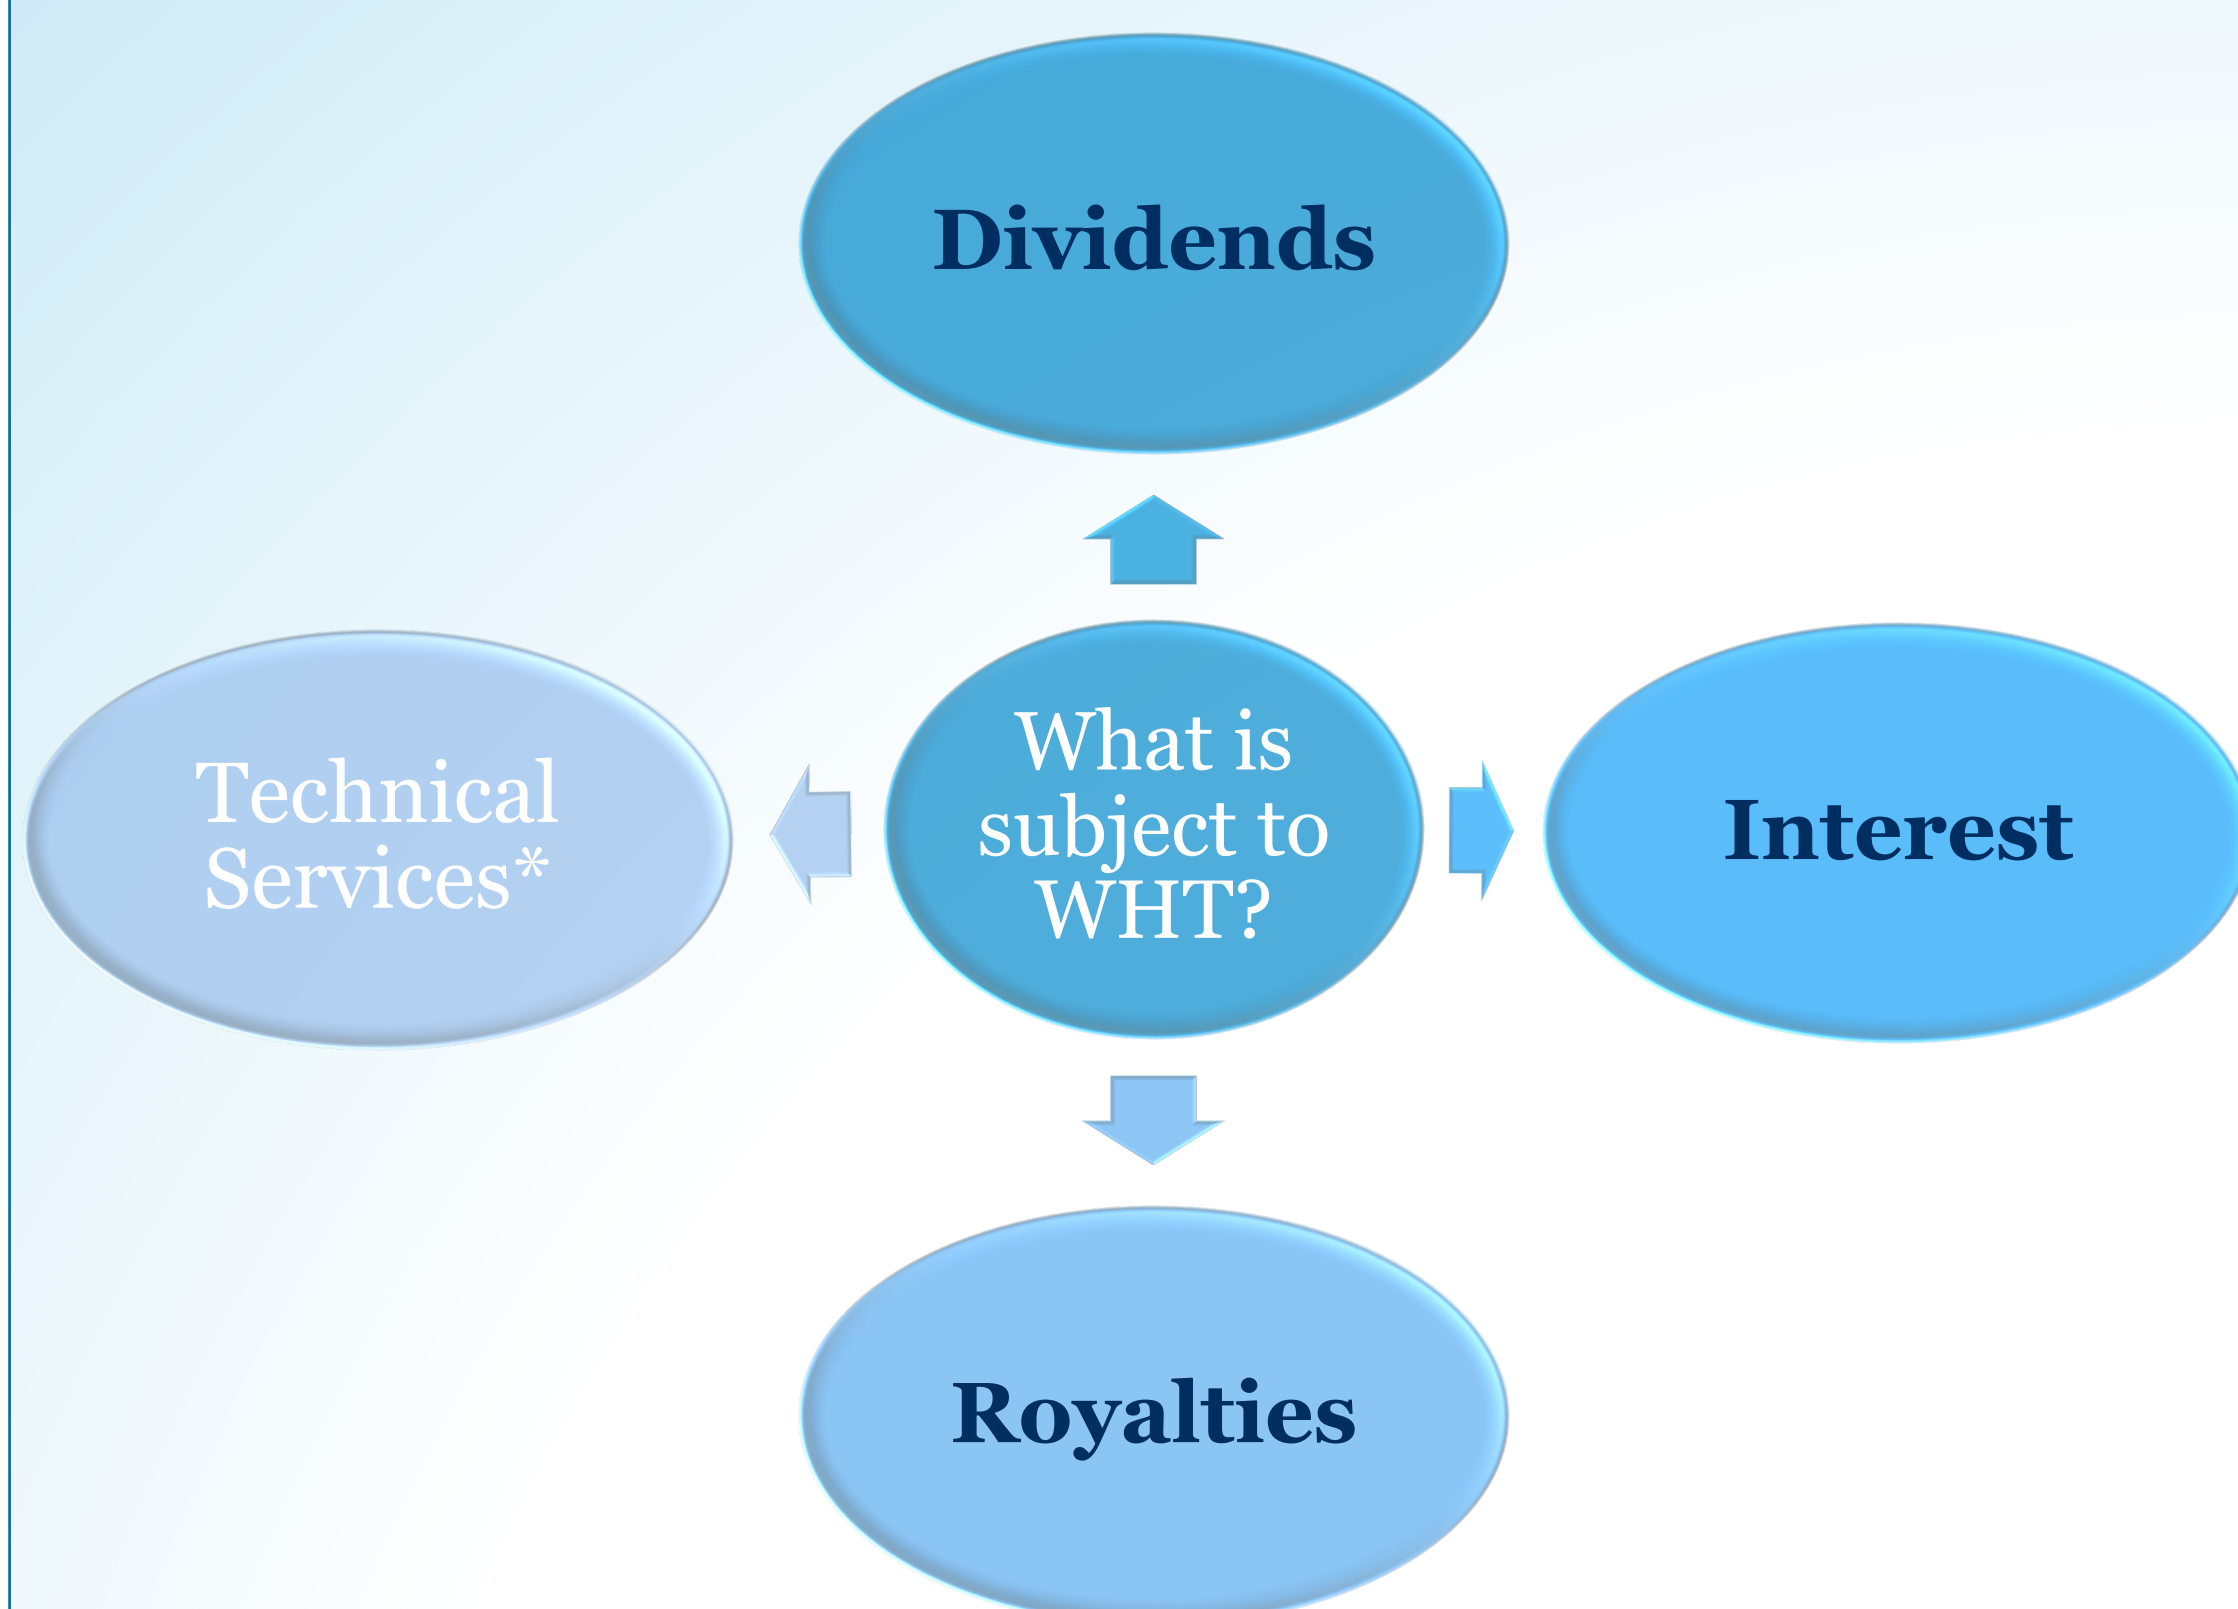 Dividends
Technical
Services*
What is
subject to
WHT?
Interest
Royalties